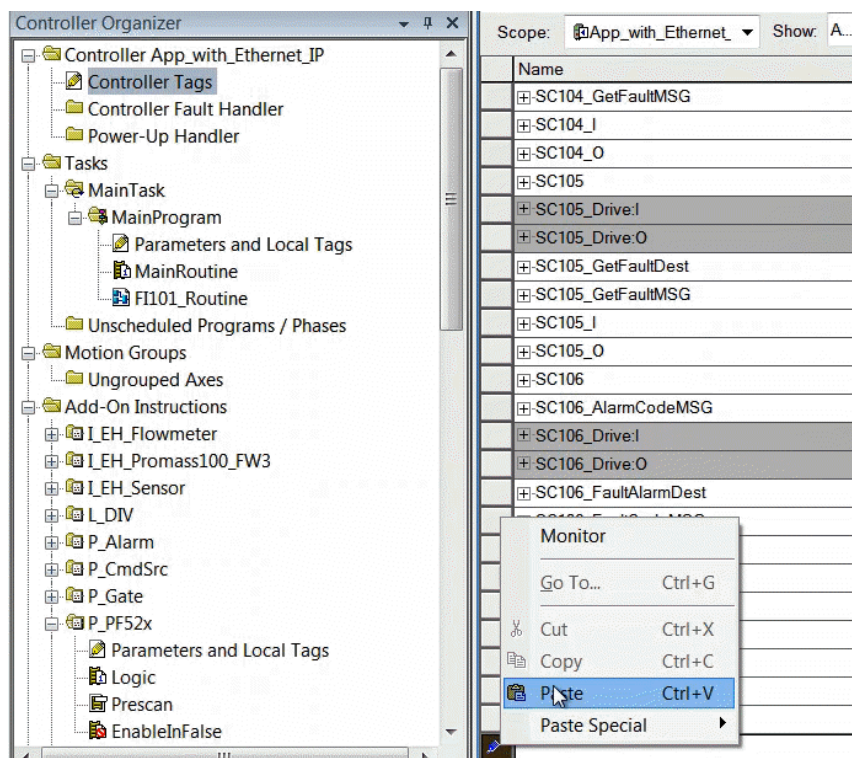 Controller Organizer
Controller App_with_Ethernet_IP
Controller Tags
Controller Fault Handler
Power-Up Handler
Tasks
MainTask
MainProgram
Parameters and Local Tags
MainRoutine
FI101_Routine
Unscheduled Programs / Phases
Motion Groups
Ungrouped Axes
Add-On Instructions
I_EH_Flowmeter
I_EH_Promass100_FW3
I_EH_Sensor
L_DIV
P_Alarm
P_CmdSrc
P_Gate
P_PF52x
Parameters and Local Tags
Logic
Prescan
EnableInFalse
Scope: App_with_Ethernet_ Show: A...
Name
SC104_GetFaultMSG
SC104_I
SC104_O
SC105
SC105_Drive:I
SC105_Drive:O
SC105_GetFaultDest
SC105_GetFaultMSG
SC105_I
SC105_O
SC106
SC106_AlarmCodeMSG
SC106_Drive:I
SC106_Drive:O
SC106_FaultAlarmDest
Monitor
Go To... Ctrl+G
Cut Ctrl+X
Copy Ctrl+C
Paste Ctrl+V
Paste Special